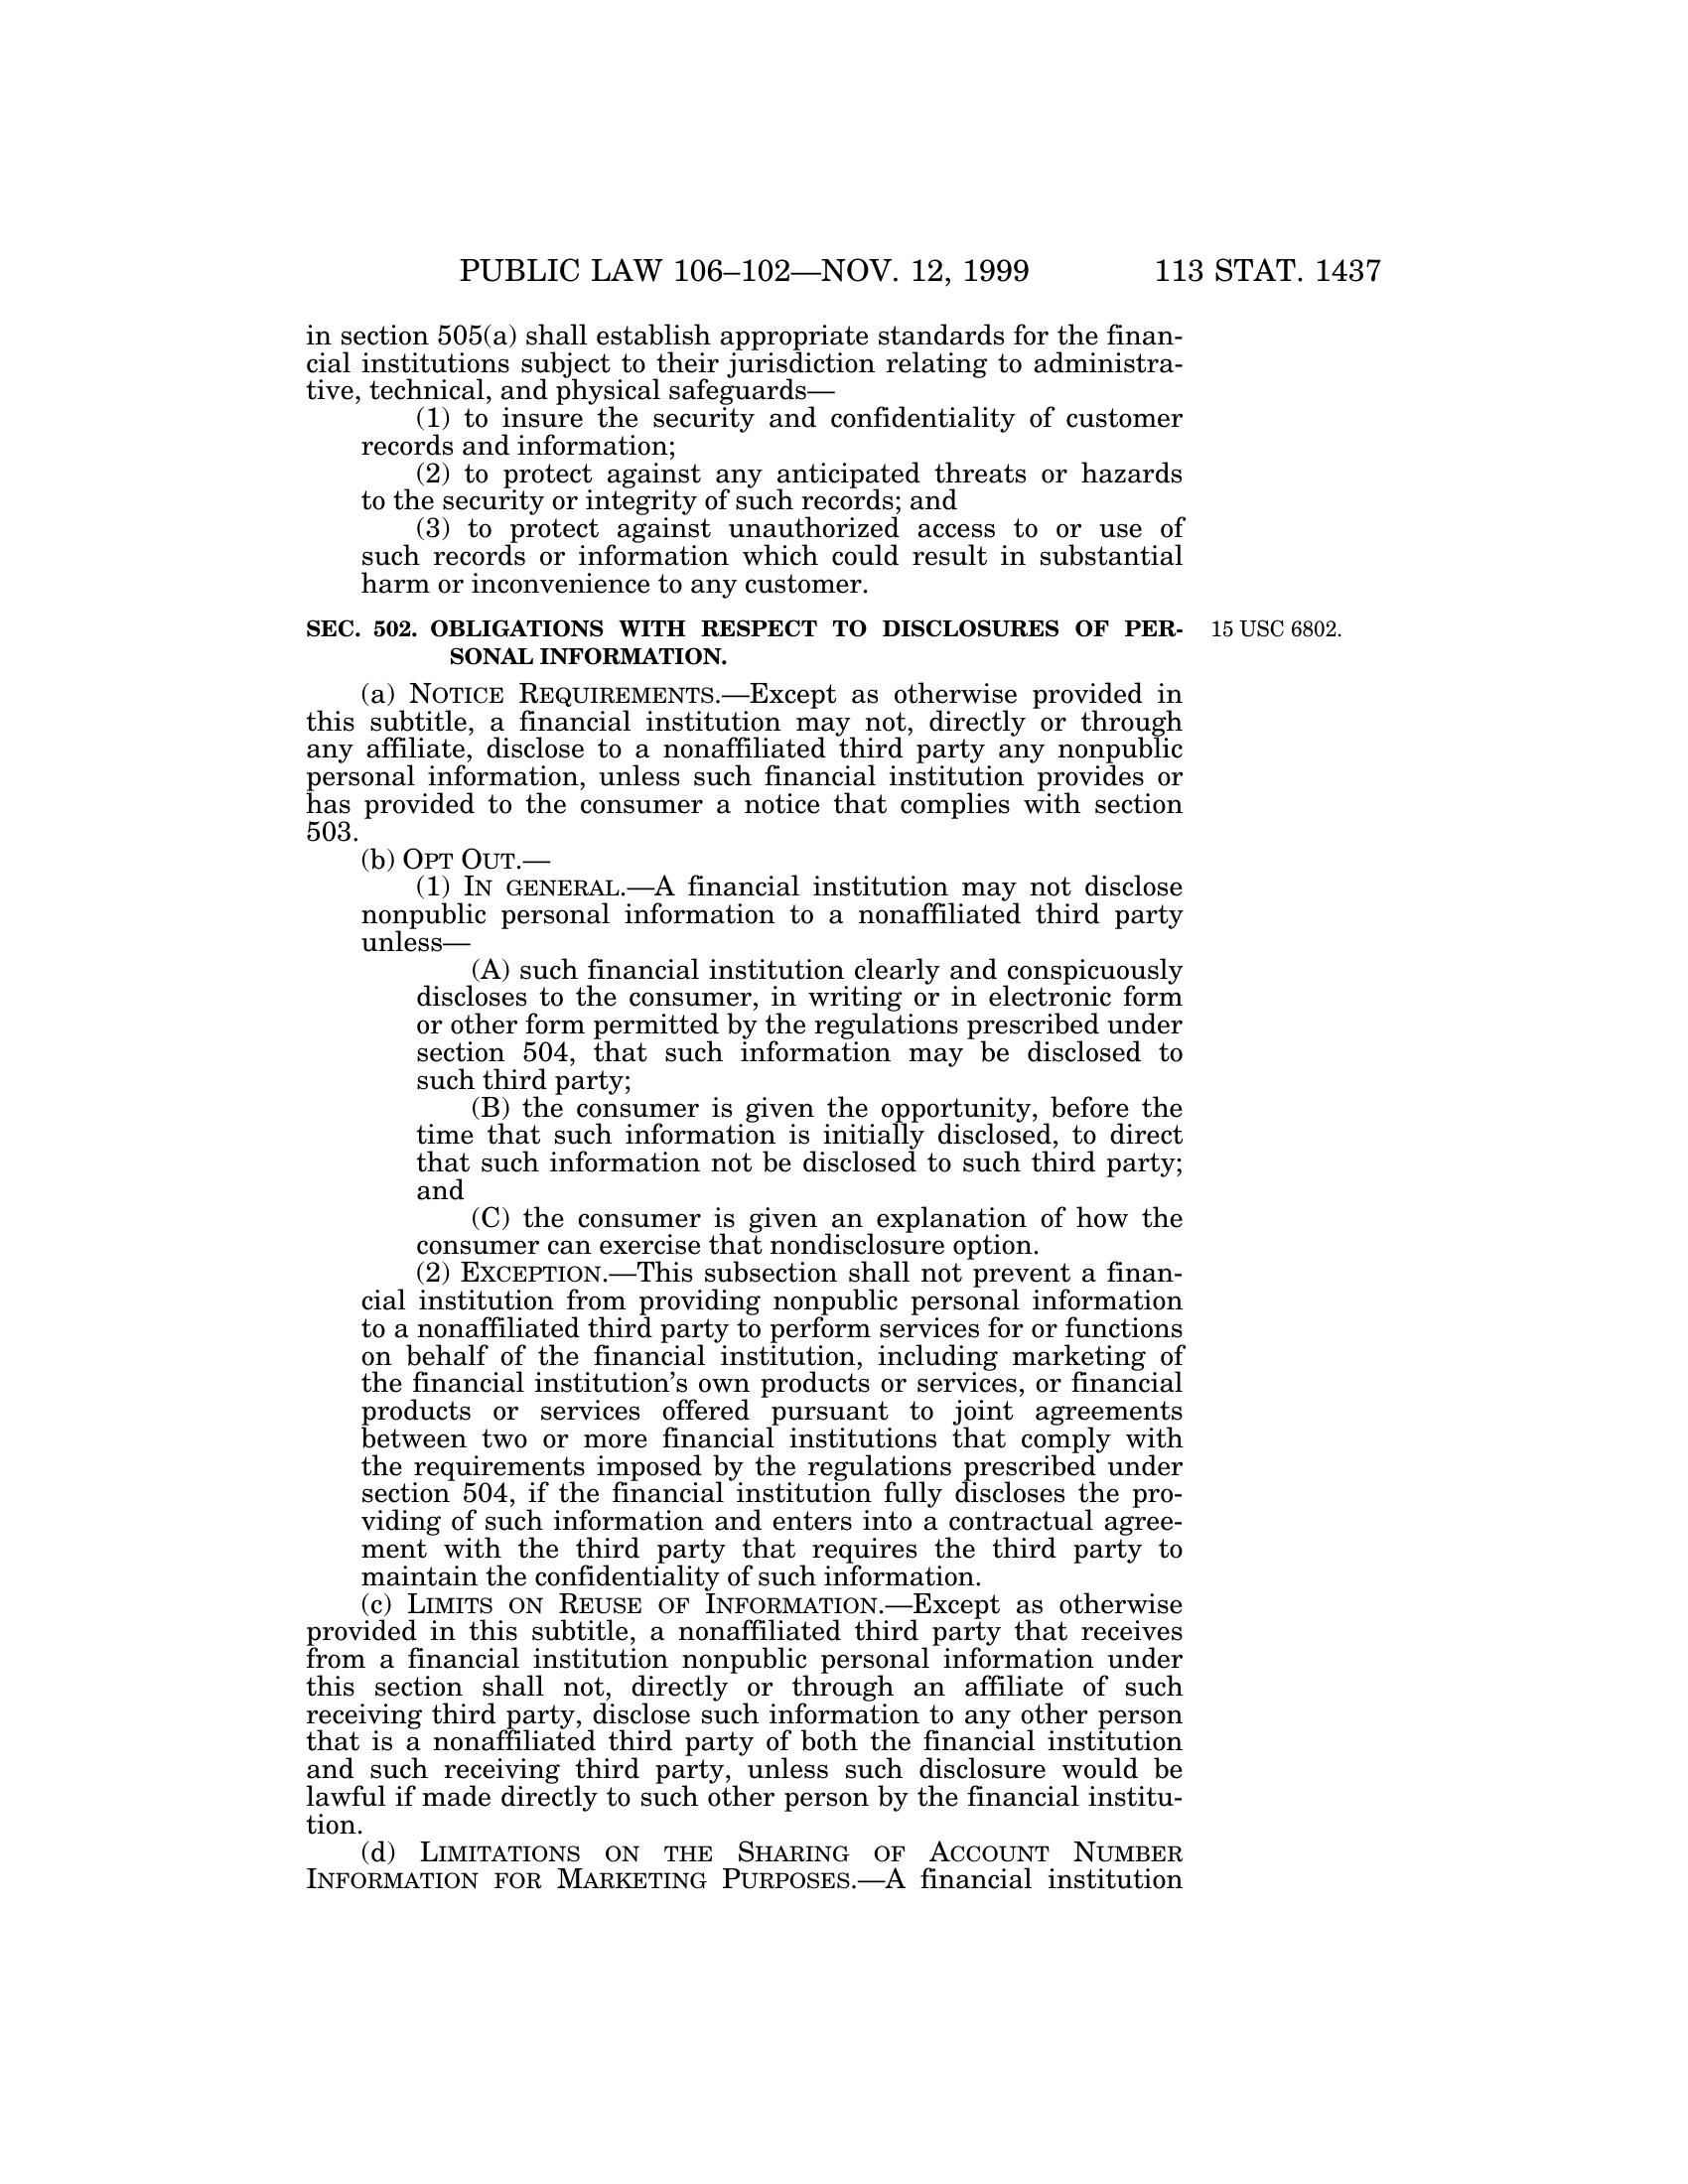 PUBLIC LAW 106–102—NOV. 12, 1999 113 STAT. 1437
in section 505(a) shall establish appropriate standards for the finan-
cial institutions subject to their jurisdiction relating to administra-
tive, technical, and physical safeguards—
(1) to insure the security and confidentiality of customer
records and information;
(2) to protect against any anticipated threats or hazards
to the security or integrity of such records; and
(3) to protect against unauthorized access to or use of
such records or information which could result in substantial
harm or inconvenience to any customer.
SEC. 502. OBLIGATIONS WITH RESPECT TO DISCLOSURES OF PER- 15 USC 6802.
SONAL INFORMATION.
(a) NOTICE REQUIREMENTS.—Except as otherwise provided in
this subtitle, a financial institution may not, directly or through
any affiliate, disclose to a nonaffiliated third party any nonpublic
personal information, unless such financial institution provides or
has provided to the consumer a notice that complies with section
503.
(b) OPT OUT.—
(1) IN GENERAL.—A financial institution may not disclose
nonpublic personal information to a nonaffiliated third party
unless—
(A) such financial institution clearly and conspicuously
discloses to the consumer, in writing or in electronic form
or other form permitted by the regulations prescribed under
section 504, that such information may be disclosed to
such third party;
(B) the consumer is given the opportunity, before the
time that such information is initially disclosed, to direct
that such information not be disclosed to such third party;
and
(C) the consumer is given an explanation of how the
consumer can exercise that nondisclosure option.
(2) EXCEPTION.—This subsection shall not prevent a finan-
cial institution from providing nonpublic personal information
to a nonaffiliated third party to perform services for or functions
on behalf of the financial institution, including marketing of
the financial institution’s own products or services, or financial
products or services offered pursuant to joint agreements
between two or more financial institutions that comply with
the requirements imposed by the regulations prescribed under
section 504, if the financial institution fully discloses the pro-
viding of such information and enters into a contractual agree-
ment with the third party that requires the third party to
maintain the confidentiality of such information.
(c) LIMITS ON REUSE OF INFORMATION.—Except as otherwise
provided in this subtitle, a nonaffiliated third party that receives
from a financial institution nonpublic personal information under
this section shall not, directly or through an affiliate of such
receiving third party, disclose such information to any other person
that is a nonaffiliated third party of both the financial institution
and such receiving third party, unless such disclosure would be
lawful if made directly to such other person by the financial institu-
tion.
(d) LIMITATIONS ON THE SHARING OF ACCOUNT NUMBER
INFORMATION FOR MARKETING PURPOSES.—A financial institution